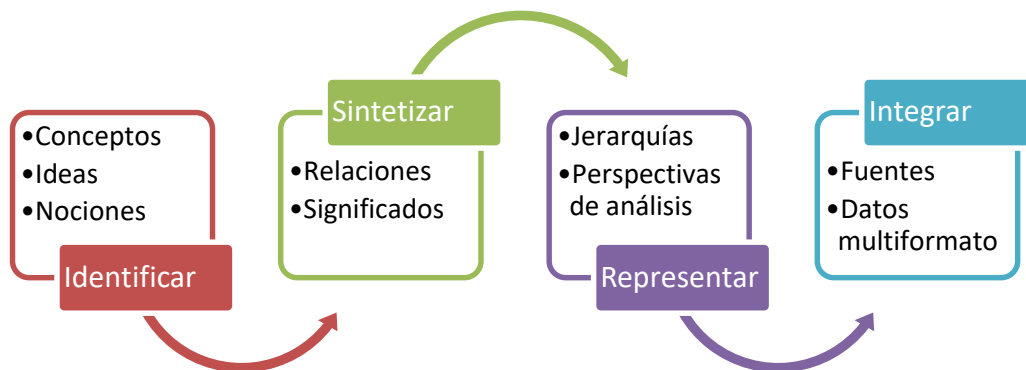 •Conceptos
•Ideas
•Nociones
Identificar
Sintetizar
•Relaciones
•Significados
•Jerarquías
•Perspectivas
de análisis
Representar
Integrar
•Fuentes
•Datos
multiformato